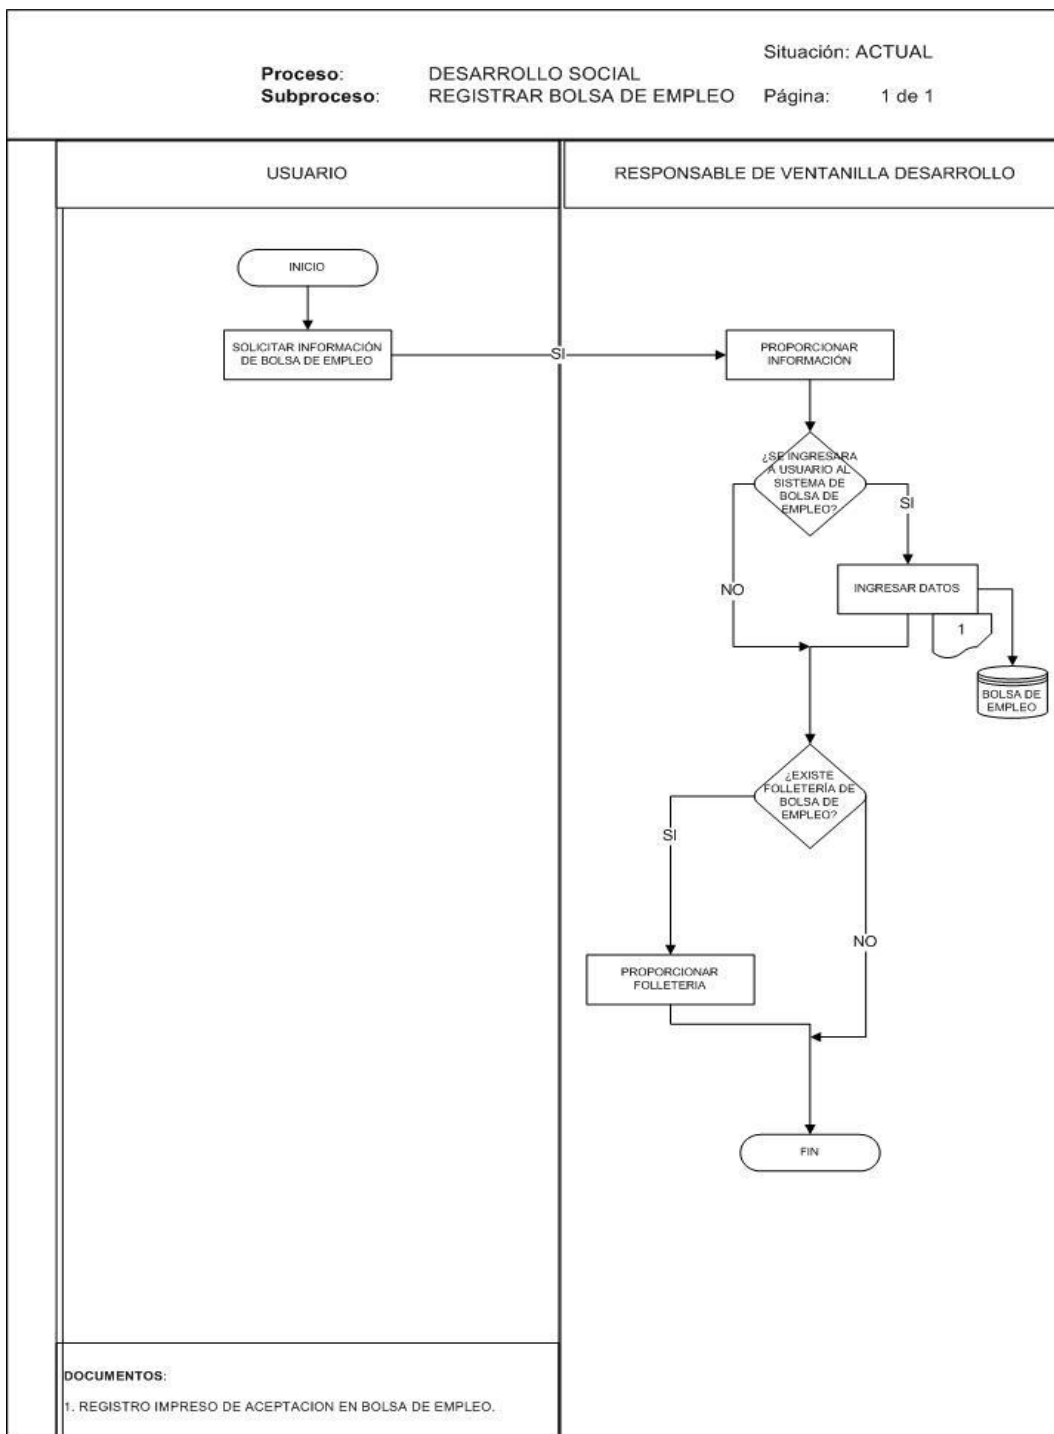 Situación: ACTUAL
Proceso: DESARROLLO SOCIAL
Subproceso: REGISTRAR BOLSA DE EMPLEO Página: 1 de 1
USUARIO
RESPONSABLE DE VENTANILLA DESARROLLO
INICIO
SOLICITAR INFORMACIÓN
DE BOLSA DE EMPLEO
SI
PROPORCIONAR
INFORMACIÓN
¿SE INGRESARA
A USUARIO AL
SISTEMA DE
BOLSA DE
EMPLEO?
SI
NO
INGRESAR DATOS
1
BOLSA DE
EMPLEO
¿EXISTE
FOLLETERÍA DE
BOLSA DE
EMPLEO?
SI
NO
PROPORCIONAR
FOLLETERIA
FIN
DOCUMENTOS:
1. REGISTRO IMPRESO DE ACEPTACION EN BOLSA DE EMPLEO.